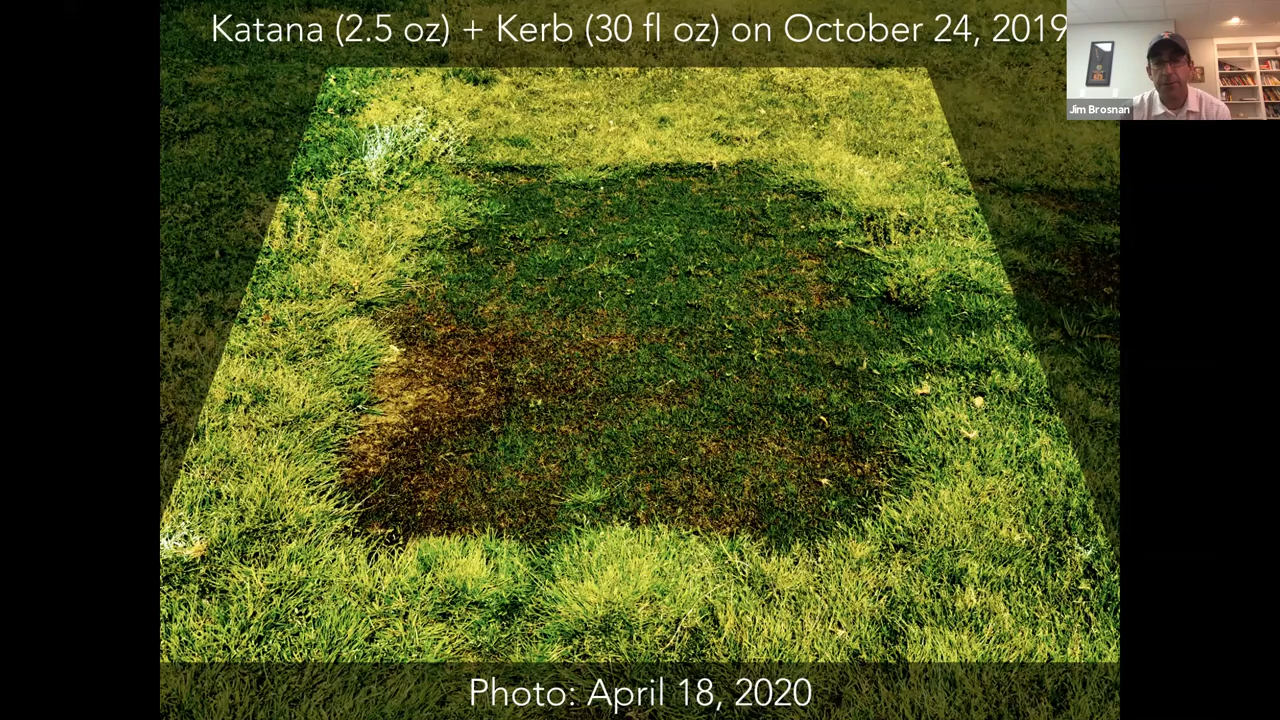 Katana (2.5 oz) + Kerb (30 fl oz) on October 24, 2019
Jim Brosnan
Photo: April 18, 2020